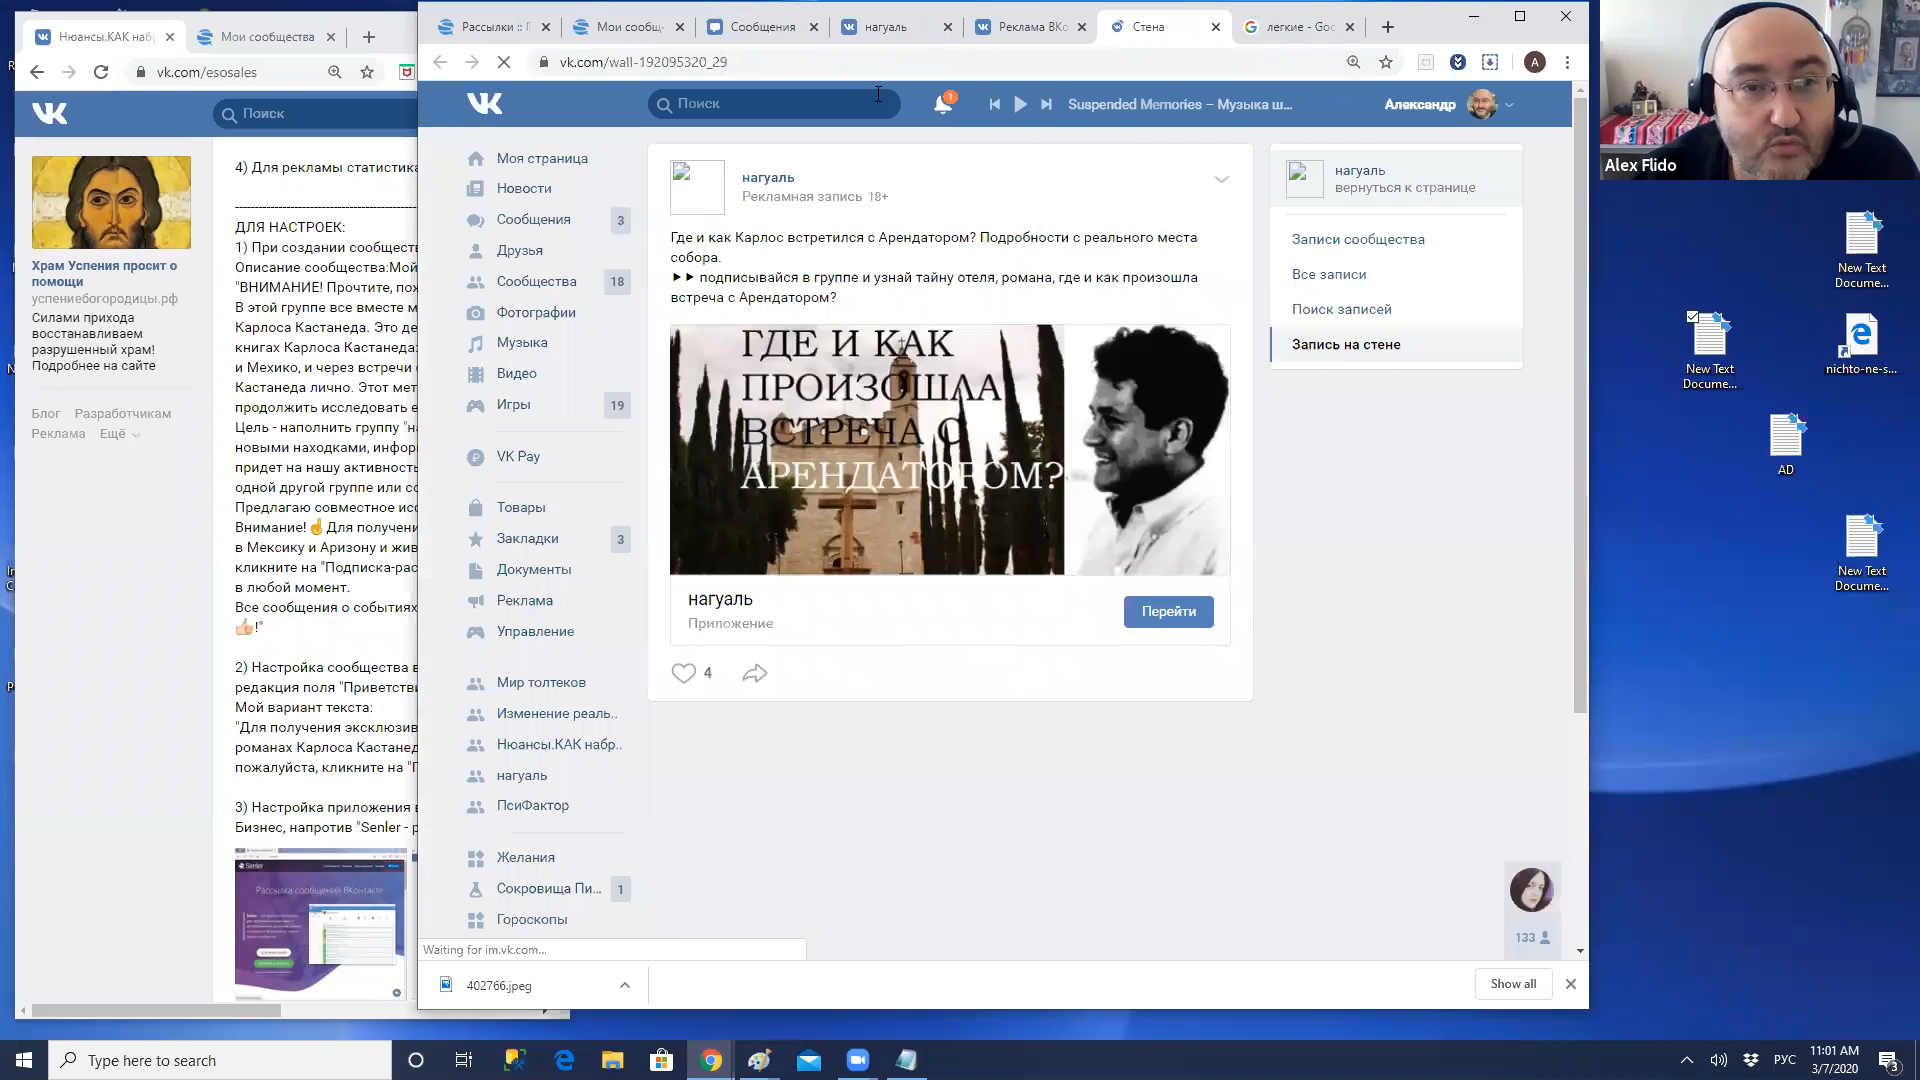 Нюансы.КАК набр
Мои сообщества
vk.com/esosales
Поиск
Храм Успения просит о
помощи
успениебогородицы.рф
Силами прихода
восстанавливаем
разрушенный храм!
Подробнее на сайте
Блог Разработчикам
Реклама Ещё
4) Для рекламы статистика
ДЛЯ НАСТРОЕК:
1) При создании сообществ
Описание сообщества:Мой
"ВНИМАНИЕ! Прочтите, пож
В этой группе все вместе м
Карлоса Кастанеда. Это де
книгах Карлоса Кастанеда:
и Мехико, и через встречи с
Кастанеда лично. Этот мет
продолжить исследовать е
Цель - наполнить группу "на
новыми находками, инфор
придет на нашу активность
одной другой группе или со
Предлагаю совместное исс
Внимание!☝Для получени
в Мексику и Аризону и жив
кликните на "Подписка-рас
в любой момент.
Все сообщения о событиях
👍!"
2) Настройка сообщества в
редакция поля "Приветстви
Мой вариант текста:
"Для получения эксклюзив
романах Карлоса Кастанед
пожалуйста, кликните на "П
3) Настройка приложения в
Бизнес, напротив "Senler - р
Senler
Рассылка сообщений ВКонтакти
Рассылки :: Г
Мои сообщ
Сообщения
нагуаль
Реклама ВКо
Стена
легкие - Goo
vk.com/wall-192095320_29
A
Поиск
1
Suspended Memories – Музыка ш...
Александр
Моя страница
Новости
Сообщения 3
Друзья
Сообщества 18
Фотографии
Музыка
Видео
Игры 19
VK Pay
Товары
Закладки 3
Документы
Реклама
Управление
Мир толтеков
Изменение реаль..
Нюансы.КАК набр..
нагуаль
ПсиФактор
Желания
Сокровища Пи... 1
Гороскопы
нагуаль
Рекламная запись 18+
Где и как Карлос встретился с Арендатором? Подробности с реального места
собора.
►► подписывайся в группе и узнай тайну отеля, романа, где и как произошла
встреча с Арендатором?
ГДЕ И КАК
ПРОИЗОШЛА
ВСТРЕЧА С
АРЕНДАТОРОМ?
нагуаль
Приложение
Перейти
4
нагуаль
вернуться к странице
Записи сообщества
Все записи
Поиск записей
Запись на стене
133
Waiting for im.vk.com...
402766.jpeg
Show all
Alex Flido
New Text
Docume...
New Text
Docume...
nichto-ne-s...
AD
New Text
Docume...
Type here to search
РУС
11:01 AM
3/7/2020
3